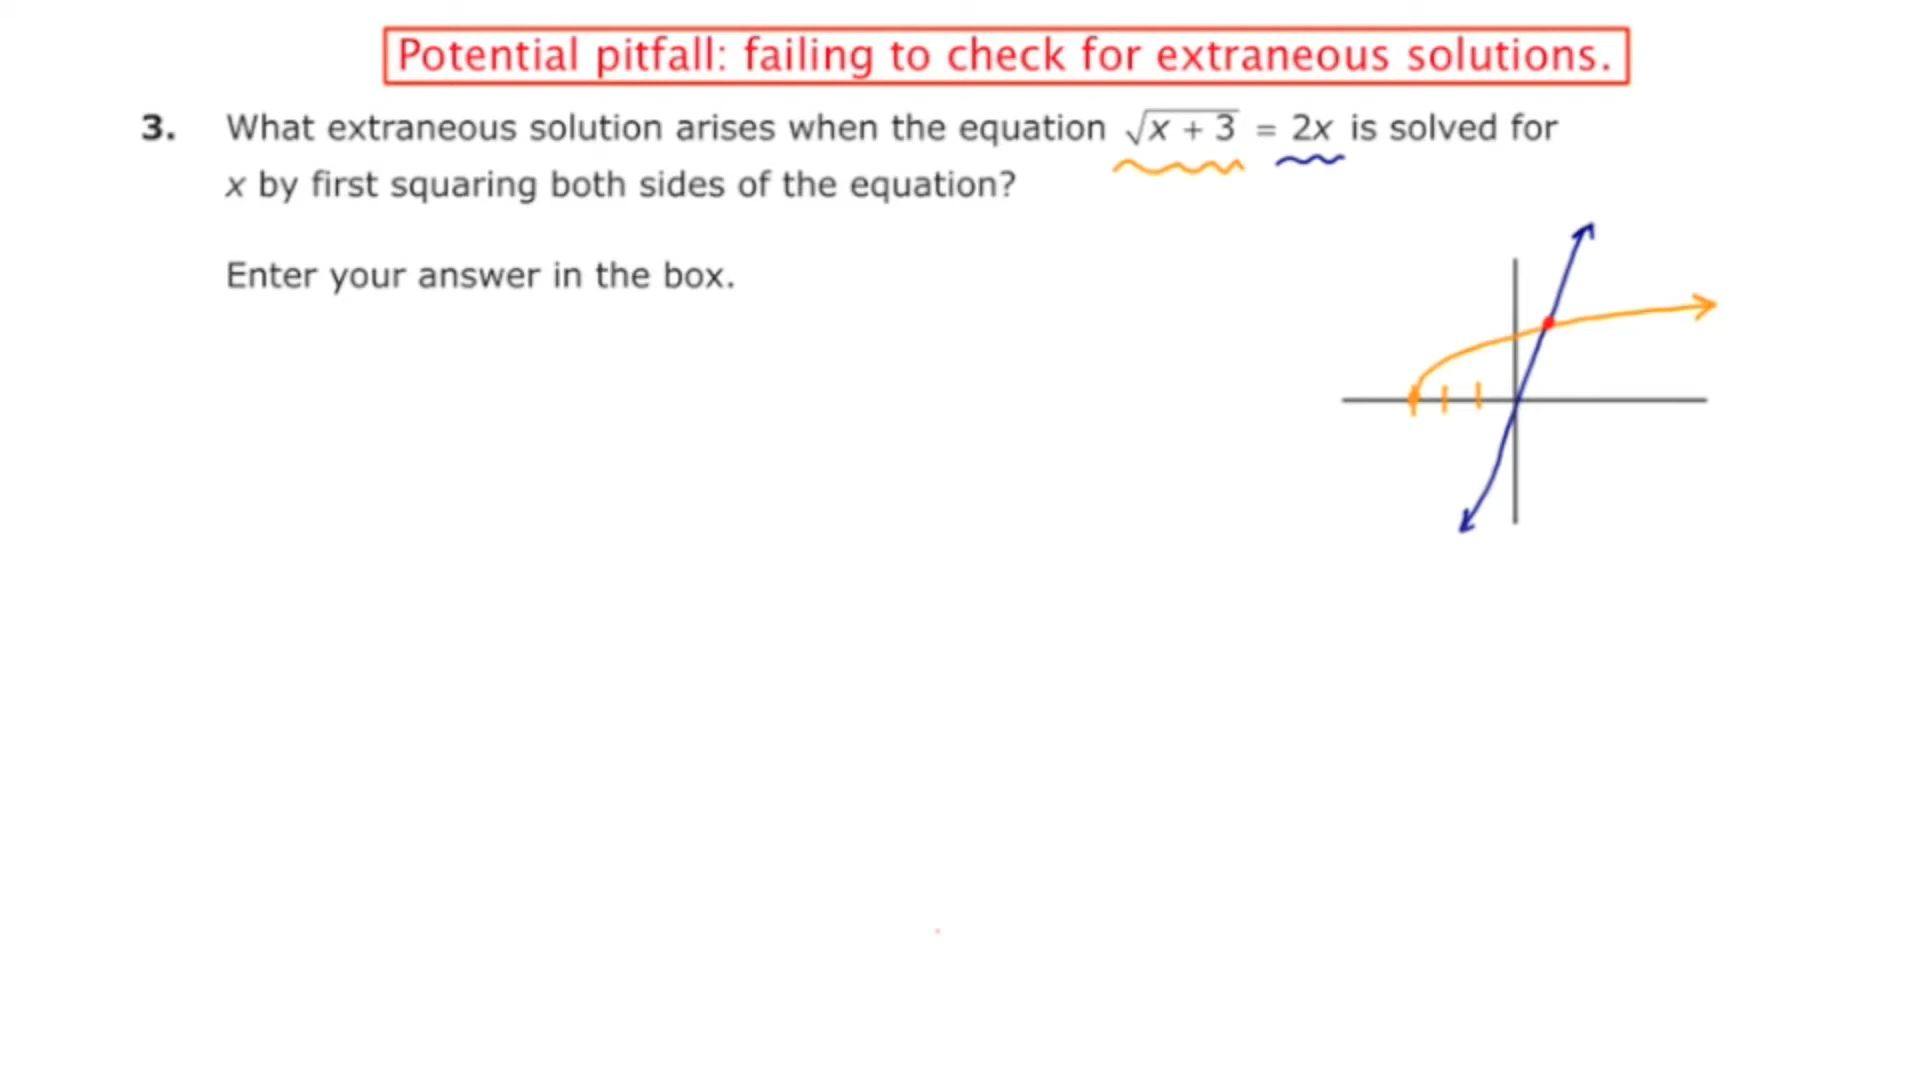 Potential pitfall: failing to check for extraneous solutions.
3. What extraneous solution arises when the equation √x + 3 = 2x is solved for
x by first squaring both sides of the equation?
Enter your answer in the box.